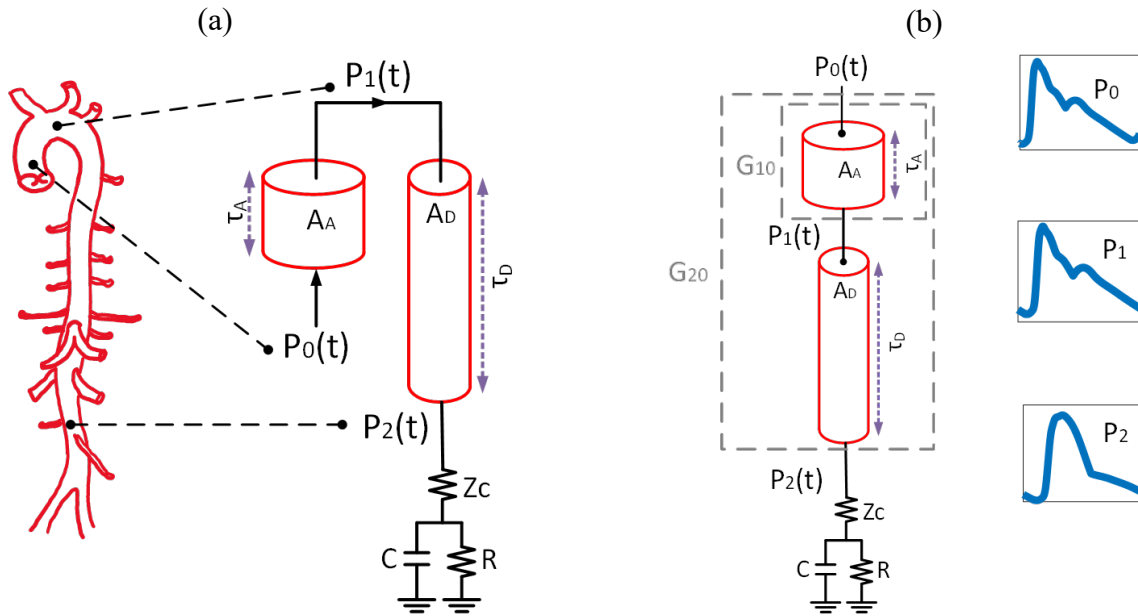 (a)
P1(t)
τA
AA
AD
τD
P0(t)
P2(t)
Zc
C
R
(b)
P0(t)
G10
AA
τA
P1(t)
G20
AD
τD
P2(t)
Zc
C
R
P0
P1
P2